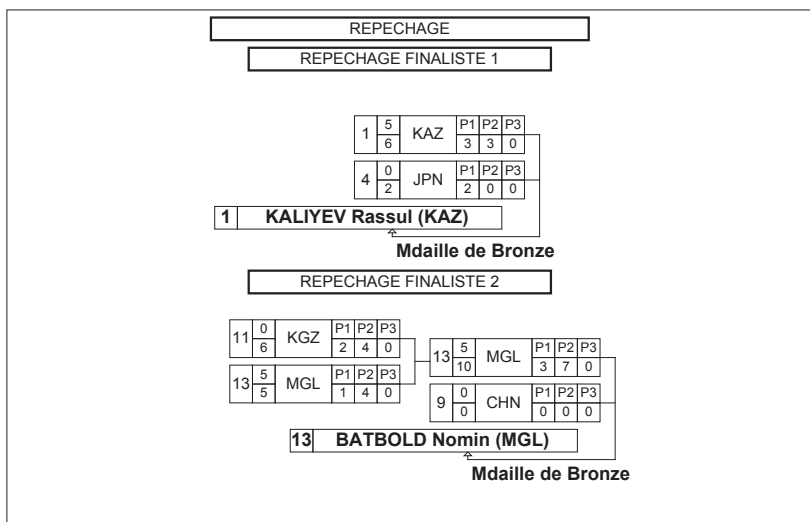 REPECHAGE
REPECHAGE FINALISTE 1
1 5 KAZ P1 P2 P3
6 3 3 0
4 0 JPN P1 P2 P3
2 2 0 0
1 KALIYEV Rassul (KAZ)
Mdaille de Bronze
REPECHAGE FINALISTE 2
11 0 KGZ P1 P2 P3
6 2 4 0
13 5 MGL P1 P2 P3
10 3 7 0
13 5 MGL P1 P2 P3
5 1 4 0
9 0 CHN P1 P2 P3
0 0 0 0
13 BATBOLD Nomin (MGL)
Mdaille de Bronze